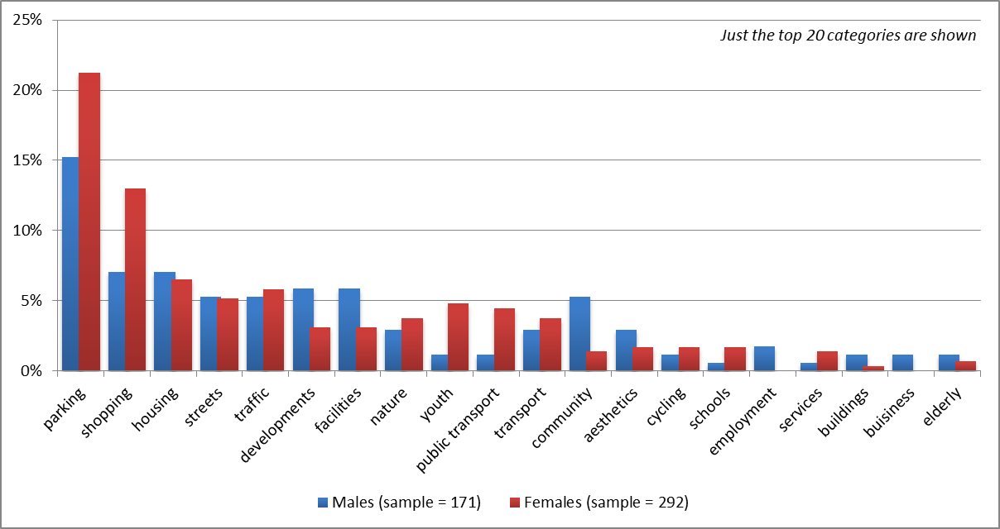 25%
Just the top 20 categories are shown
20%
15%
10%
5%
0%
parking
shopping
housing
streets
traffic
developments
facilities
nature
youth
public transport
transport
community
aesthetics
cycling
schools
employment
services
buildings
buisiness
elderly
Males (sample = 171)
Females (sample = 292)